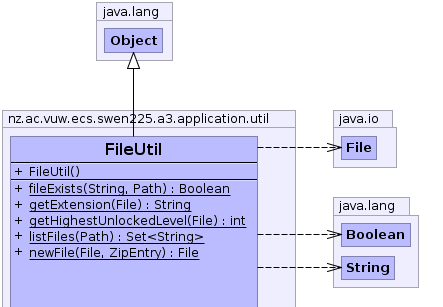 java.lang
Object
nz.ac.vuw.ecs.swen225.a3.application.util
FileUtil
+ FileUtil()
+ fileExists(String, Path) : Boolean
+ getExtension(File) : String
+ getHighestUnlockedLevel(File) : int
+ listFiles(Path) : Set<String>
+ newFile(File, ZipEntry) : File
java.io
File
java.lang
Boolean
String